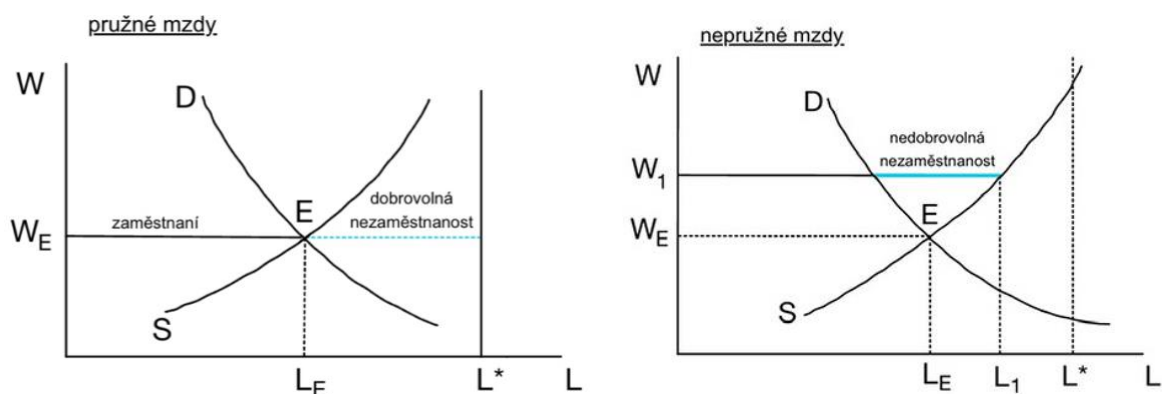 pružné mzdy
W
D
E
dobrovolná
nezaměstnanost
zaměstnaní
W_E
S
L_E
L*
L
nepružné mzdy
W
D
nedobrovolná
nezaměstnanost
W_1
E
W_E
S
L_E
L_1
L*
L